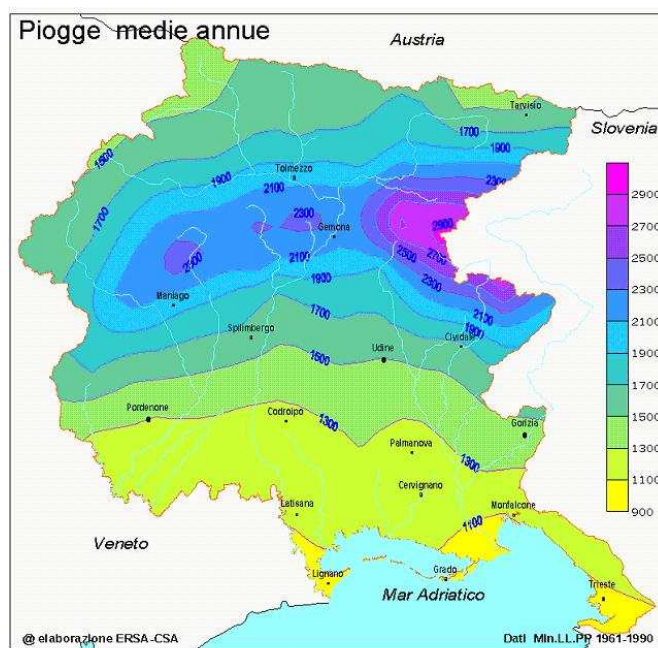 Piogge medie annue
Austria
Tarvisio
Slovenia
1500
1700
1900
1700
1900
Tolmezzo
2100
2300
2300
Gemona
2900
2700
2500
2500
2100
2300
2100
1900
Maniago
1900
1700
Spilimbergo
Cividale
1500
Udine
Pordenone
Codroipo
1300
Gorizia
Palmanova
1300
Cervignano
Latisana
Monfalcone
1100
Veneto
Lignano
Grado
Mar Adriatico
Trieste
2900
2700
2500
2300
2100
1900
1700
1500
1300
1100
900
@ elaborazione ERSA-CSA
Dati Min.LL.PP 1961-1990